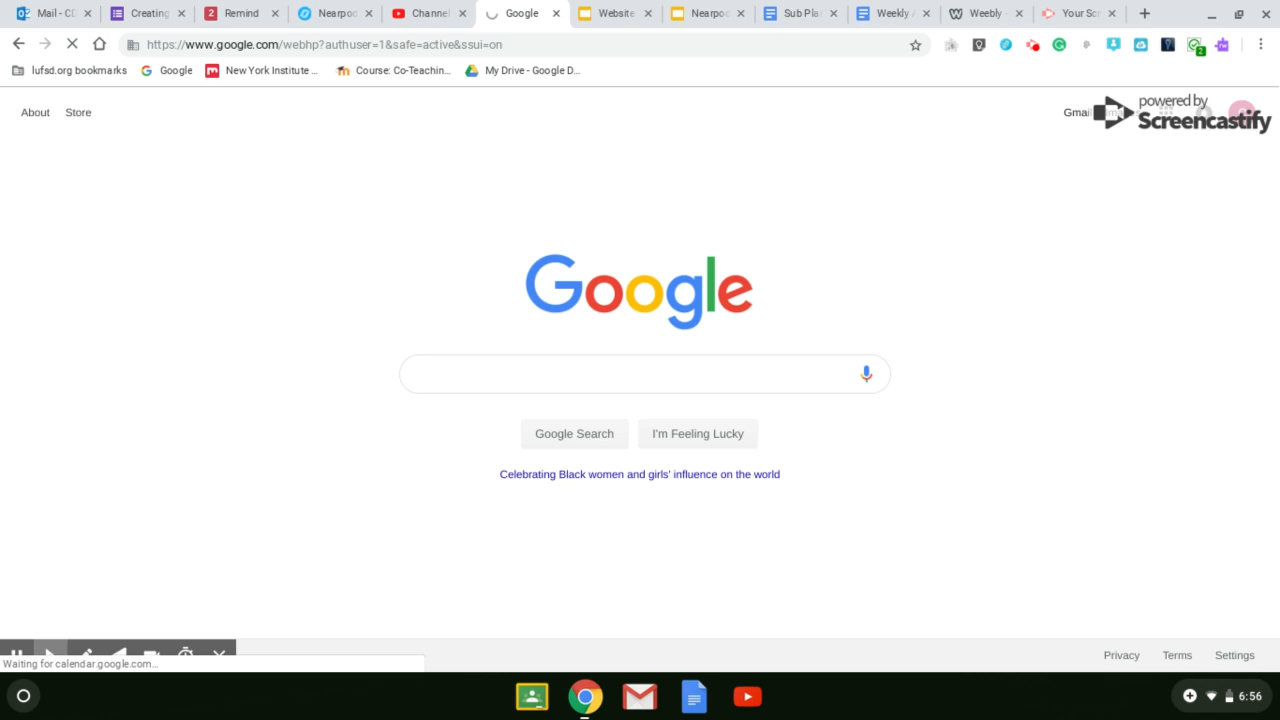 Mail - CD
Creating
Remind
Nearpod
Channel
Google
Website
Nearpo
Sub Pla
Weekly
Weebly
Your Scr
https://www.google.com/webhp?authuser=1&safe=active&ssui=on
lufsd.org bookmarks
Google
New York Institute ...
Course: Co-Teachin...
My Drive - Google D...
About
Store
Gmail
powered by
Screencastify
Google
Google Search
I'm Feeling Lucky
Celebrating Black women and girls' influence on the world
Waiting for calendar.google.com...
Privacy
Terms
Settings
6:56